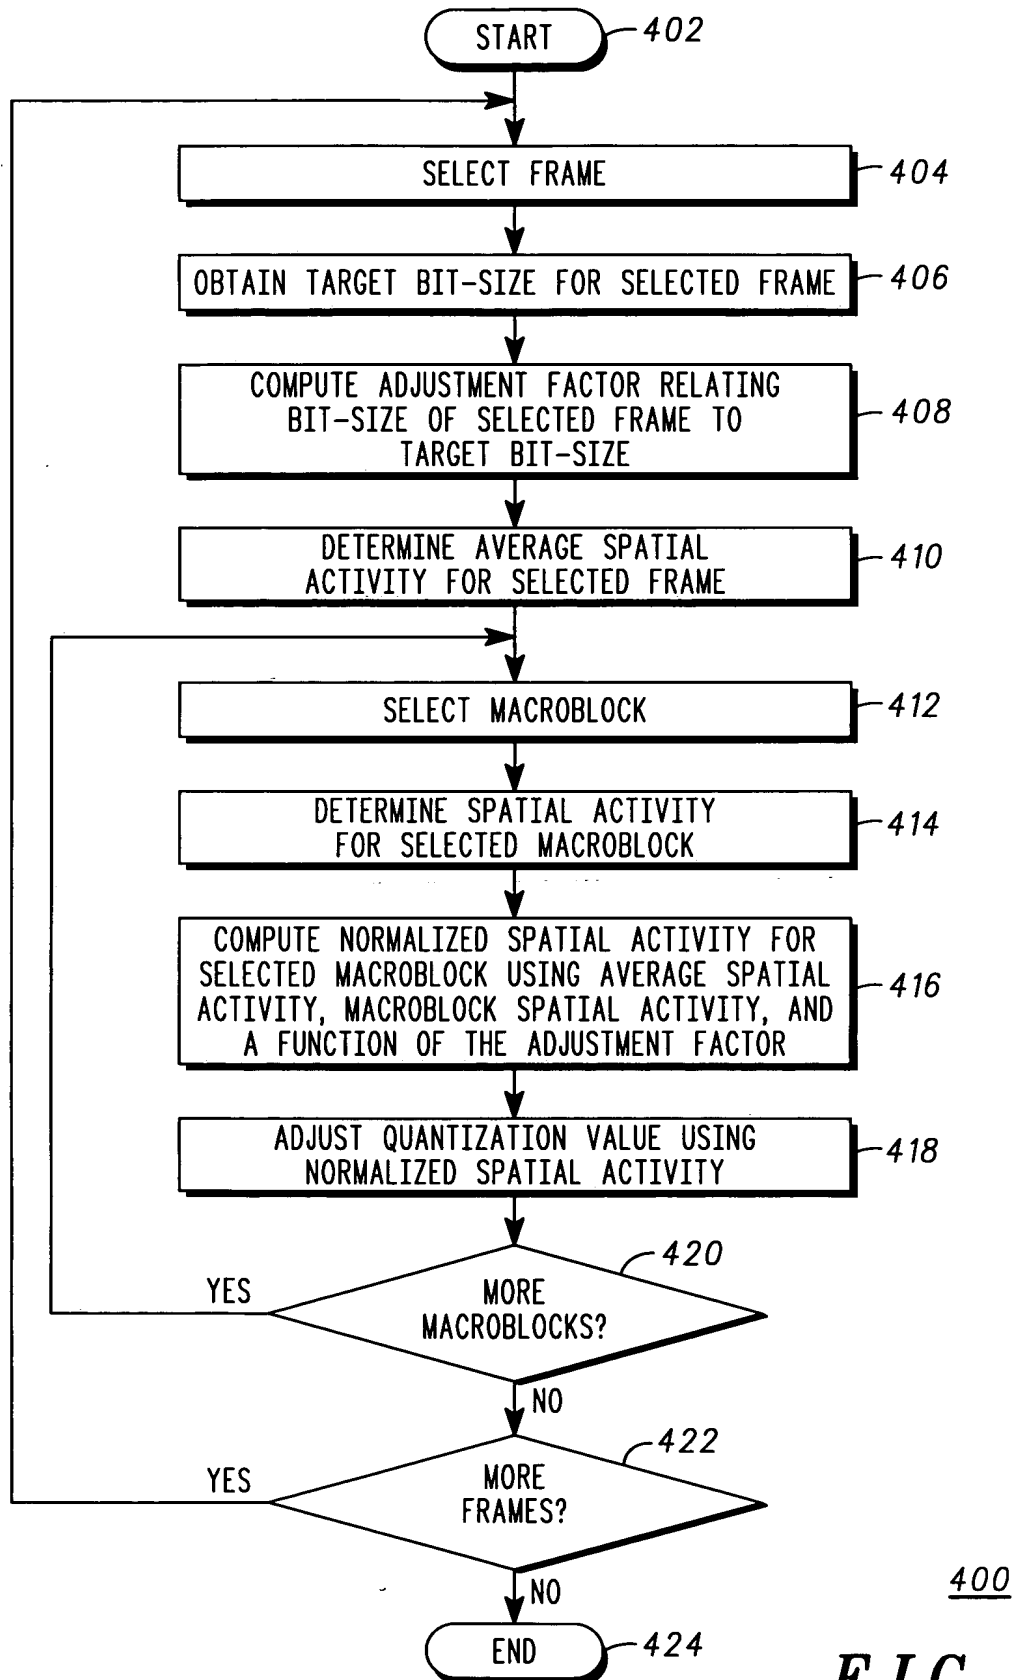 START
402
SELECT FRAME
404
OBTAIN TARGET BIT-SIZE FOR SELECTED FRAME
406
COMPUTE ADJUSTMENT FACTOR RELATING
BIT-SIZE OF SELECTED FRAME TO
TARGET BIT-SIZE
408
DETERMINE AVERAGE SPATIAL
ACTIVITY FOR SELECTED FRAME
410
SELECT MACROBLOCK
412
DETERMINE SPATIAL ACTIVITY
FOR SELECTED MACROBLOCK
414
COMPUTE NORMALIZED SPATIAL ACTIVITY FOR
SELECTED MACROBLOCK USING AVERAGE SPATIAL
ACTIVITY, MACROBLOCK SPATIAL ACTIVITY, AND
A FUNCTION OF THE ADJUSTMENT FACTOR
416
ADJUST QUANTIZATION VALUE USING
NORMALIZED SPATIAL ACTIVITY
418
420
YES
MORE
MACROBLOCKS?
NO
422
YES
MORE
FRAMES?
NO
400
END
424
FIG